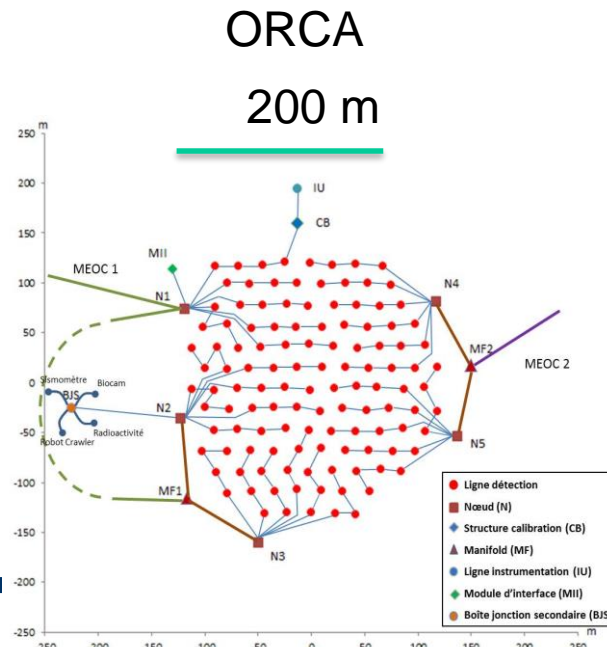 ORCA
200 m
m
250
200
150
100
50
0
-50
-100
-150
-200
-250
-250
-200
-150
-100
-50
0
50
100
150
200
250
m
IU
CB
MII
MEOC 1
N1
N4
MF2
MEOC 2
Sismomètre
Biocam
BJS
N2
Robot Crawler
Radioactivité
N5
MF1
N3
Ligne détection
Nœud (N)
Structure calibration (CB)
Manifold (MF)
Ligne instrumentation (IU)
Module d'interface (MII)
Boîte jonction secondaire (BJS)